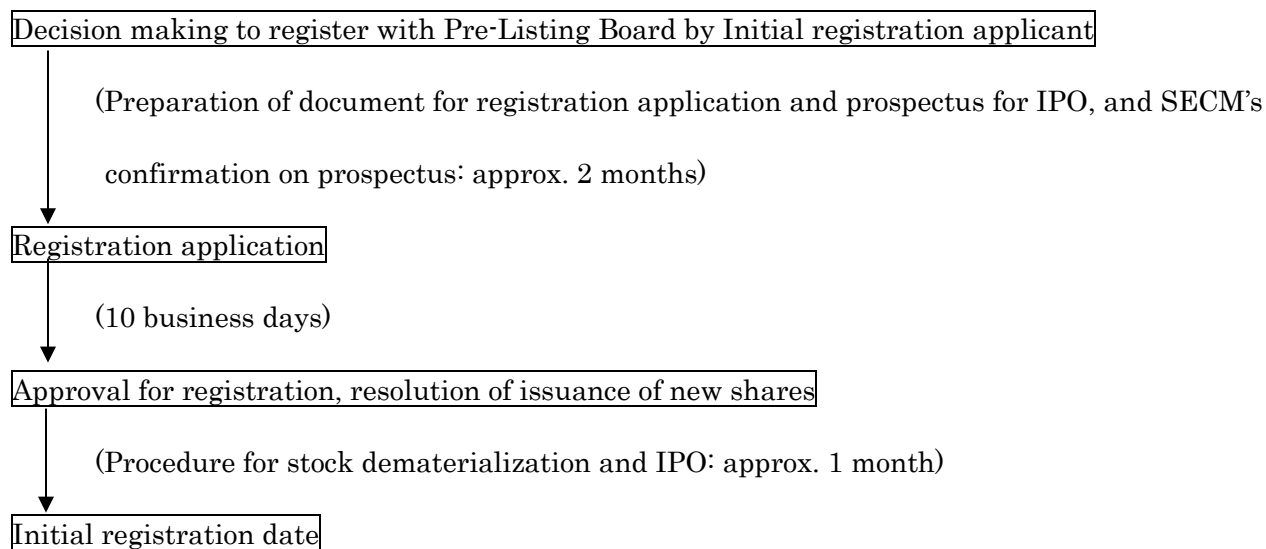 Decision making to register with Pre-Listing Board by Initial registration applicant
(Preparation of document for registration application and prospectus for IPO, and SECM’s
confirmation on prospectus: approx. 2 months)
Registration application
(10 business days)
Approval for registration, resolution of issuance of new shares
(Procedure for stock dematerialization and IPO: approx. 1 month)
Initial registration date